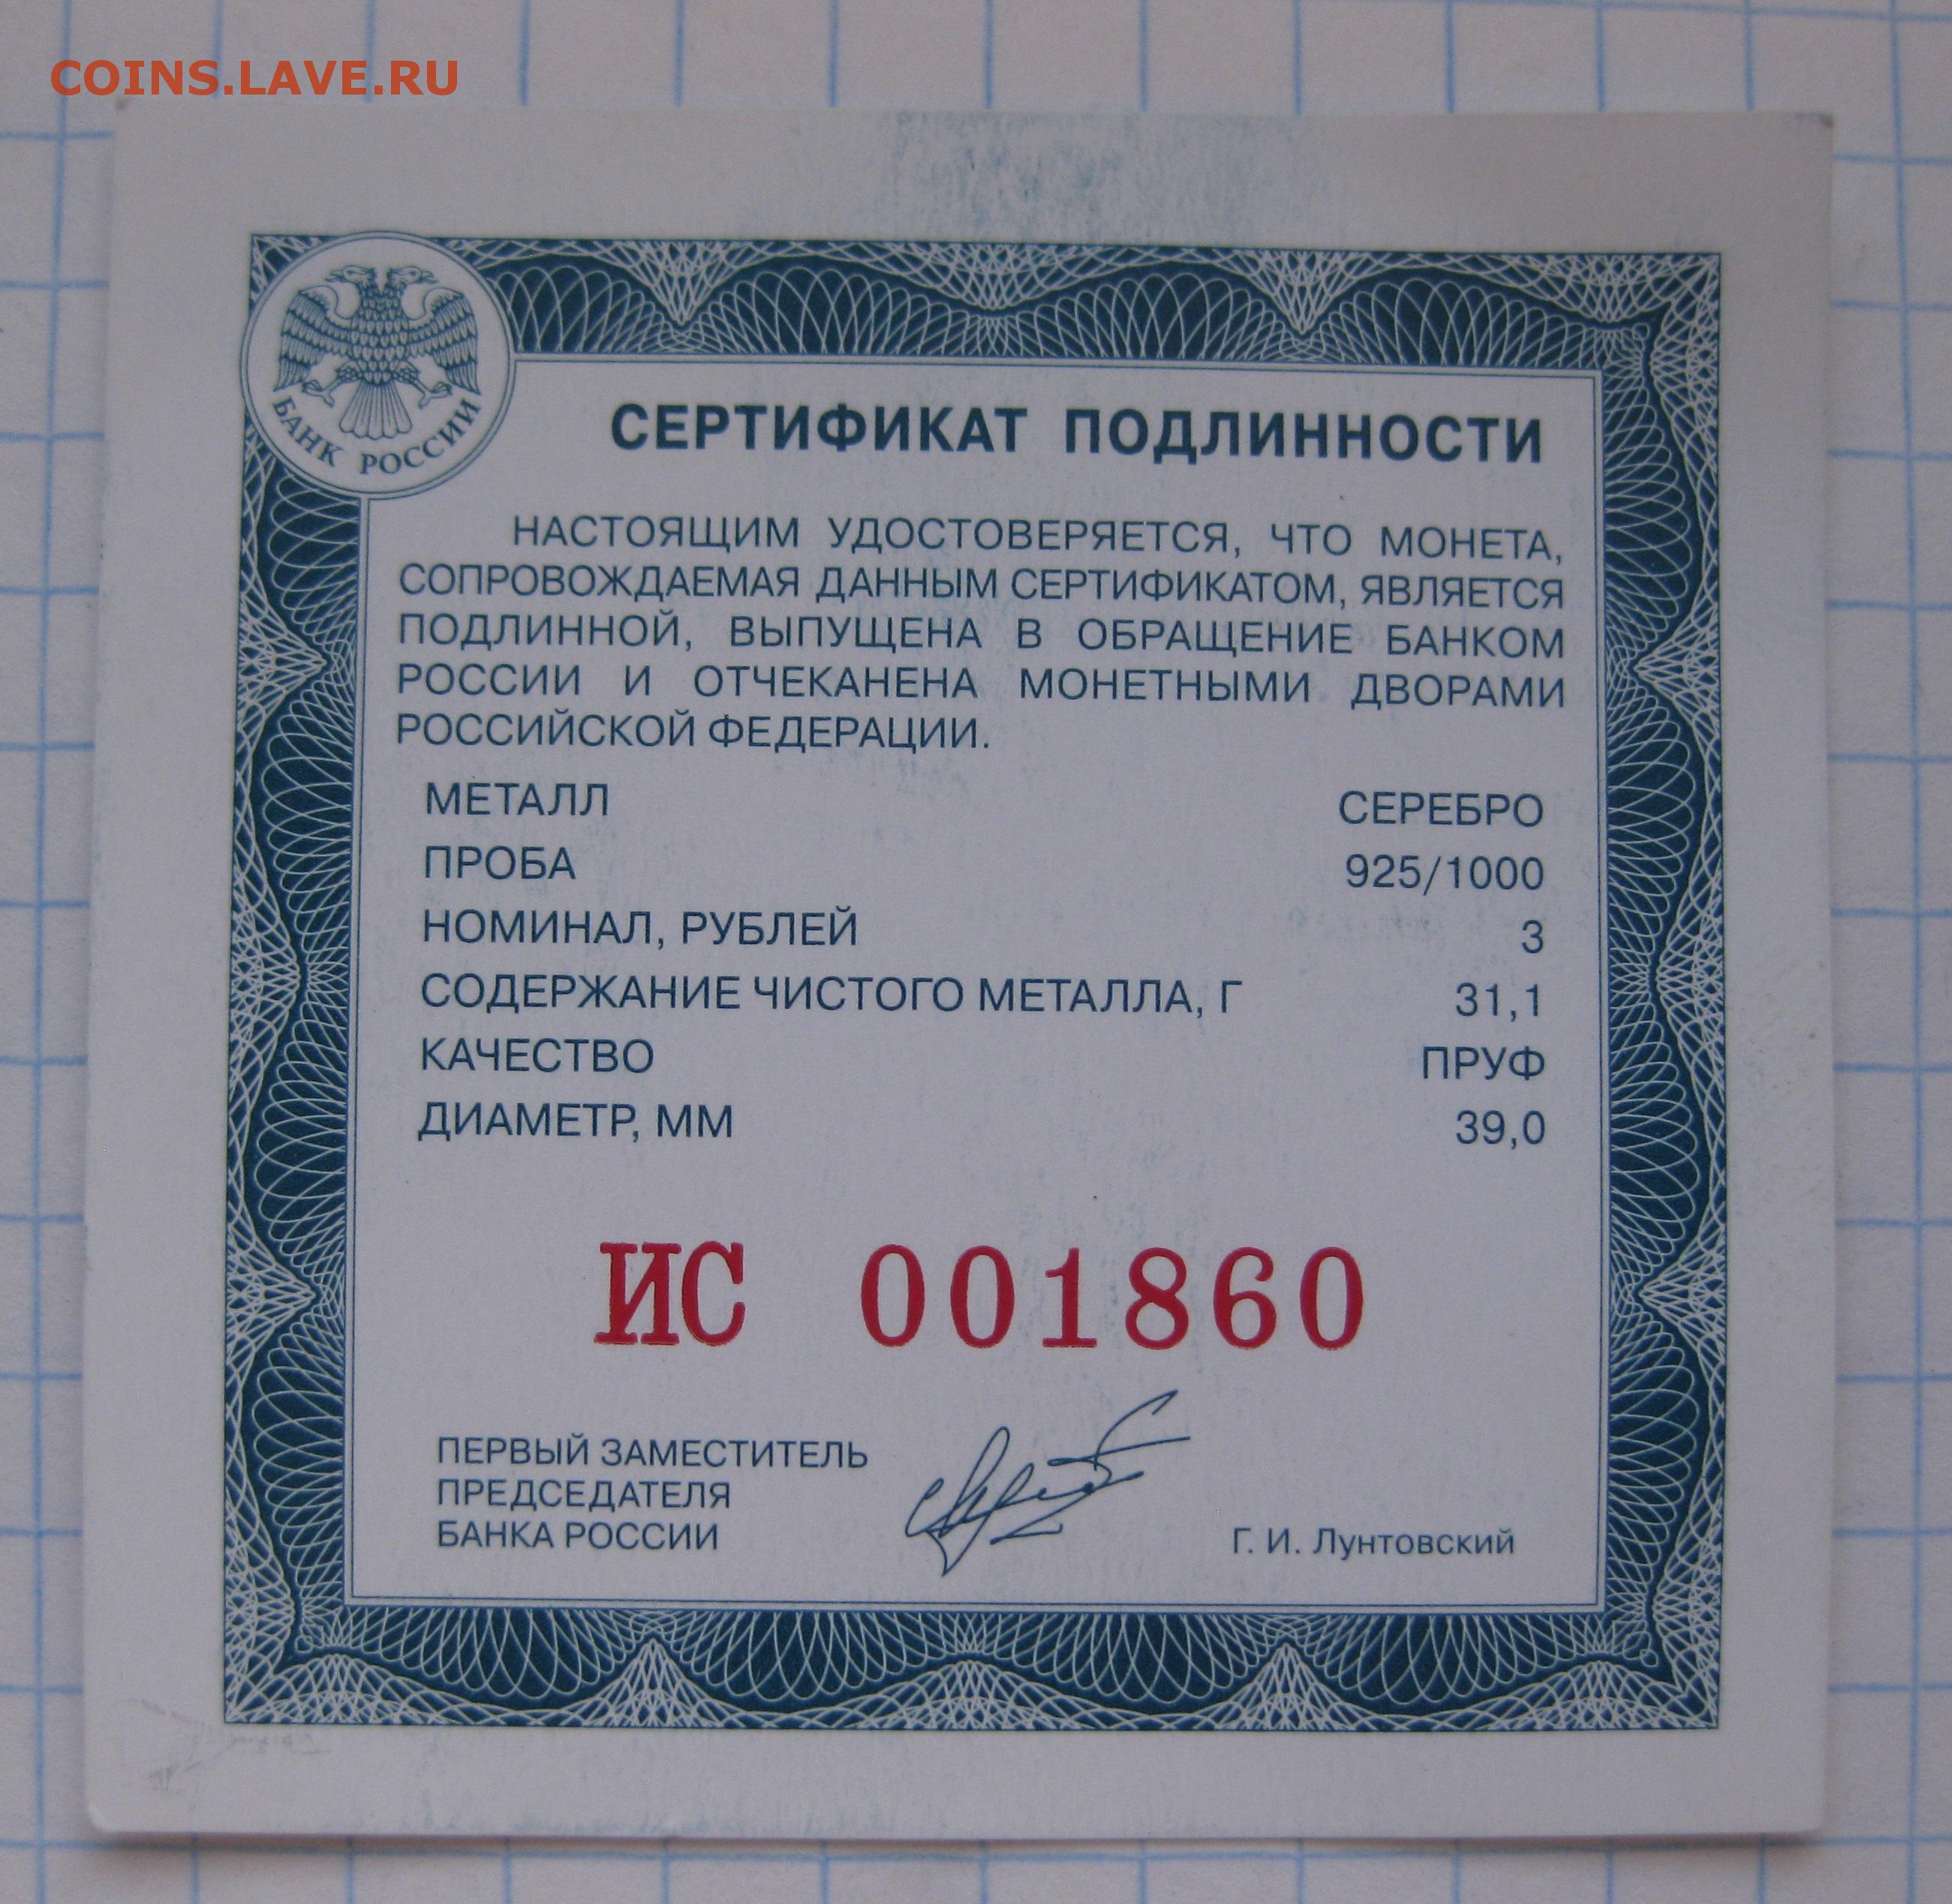 COINS.LAVE.RU
БАНК РОССИИ
СЕРТИФИКАТ ПОДЛИННОСТИ
НАСТОЯЩИМ УДОСТОВЕРЯЕТСЯ, ЧТО МОНЕТА,
СОПРОВОЖДАЕМАЯ ДАННЫМ СЕРТИФИКАТОМ, ЯВЛЯЕТСЯ
ПОДЛИННОЙ, ВЫПУЩЕНА В ОБРАЩЕНИЕ БАНКОМ
РОССИИ И ОТЧЕКАНЕНА МОНЕТНЫМИ ДВОРАМИ
РОССИЙСКОЙ ФЕДЕРАЦИИ.
МЕТАЛЛ СЕРЕБРО
ПРОБА 925/1000
НОМИНАЛ, РУБЛЕЙ 3
СОДЕРЖАНИЕ ЧИСТОГО МЕТАЛЛА, Г 31,1
КАЧЕСТВО ПРУФ
ДИАМЕТР, ММ 39,0
ИС 001860
ПЕРВЫЙ ЗАМЕСТИТЕЛЬ
ПРЕДСЕДАТЕЛЯ
БАНКА РОССИИ Г. И. Лунтовский